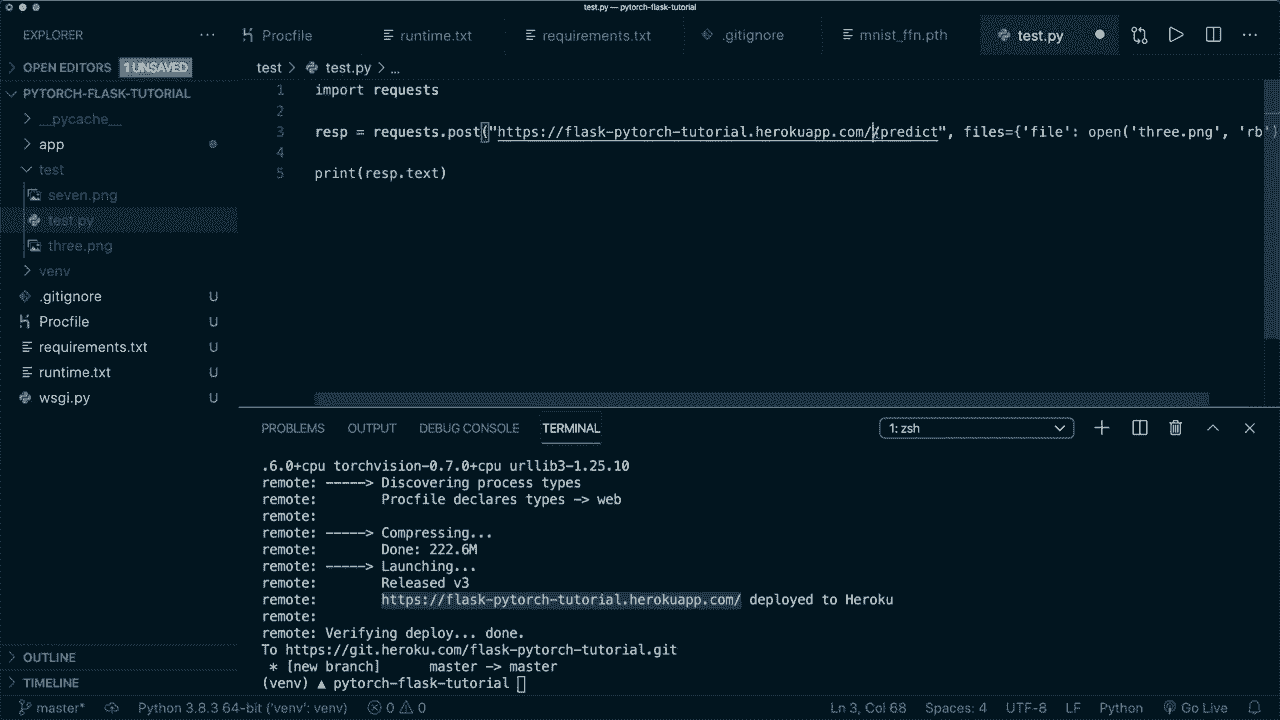 test.py — pytorch-flask-tutorial
EXPLORER ... Procfile runtime.txt requirements.txt .gitignore mnist_ffn.pth test.py ...
OPEN EDITORS 1 UNSAVED test > test.py > ...
PYTORCH-FLASK-TUTORIAL
__pycache__
app
test
seven.png
test.py
three.png
venv
.gitignore U
Procfile U
requirements.txt U
runtime.txt U
wsgi.py U
OUTLINE
TIMELINE
1 import requests
2
3 resp = requests.post("https://flask-pytorch-tutorial.herokuapp.com//predict", files={'file': open('three.png', 'rb')
4
5 print(resp.text)
PROBLEMS OUTPUT DEBUG CONSOLE TERMINAL 1: zsh
.6.0+cpu torchvision-0.7.0+cpu urllib3-1.25.10
remote: -----> Discovering process types
remote: Procfile declares types -> web
remote:
remote: -----> Compressing...
remote: Done: 222.6M
remote: -----> Launching...
remote: Released v3
remote: https://flask-pytorch-tutorial.herokuapp.com/ deployed to Heroku
remote:
remote: Verifying deploy... done.
To https://git.heroku.com/flask-pytorch-tutorial.git
* [new branch] master -> master
(venv) ▲ pytorch-flask-tutorial
master* Python 3.8.3 64-bit ('venv': venv) 0 0 Ln 3, Col 68 Spaces: 4 UTF-8 LF Python Go Live